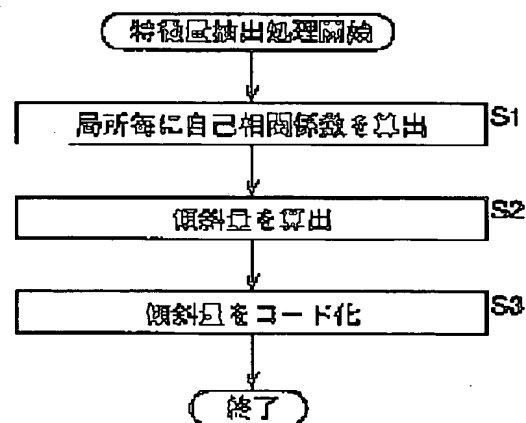 特徴量抽出処理開始
局所毎に自己相関係数を算出
S1
傾斜量を算出
S2
傾斜量をコード化
S3
終了